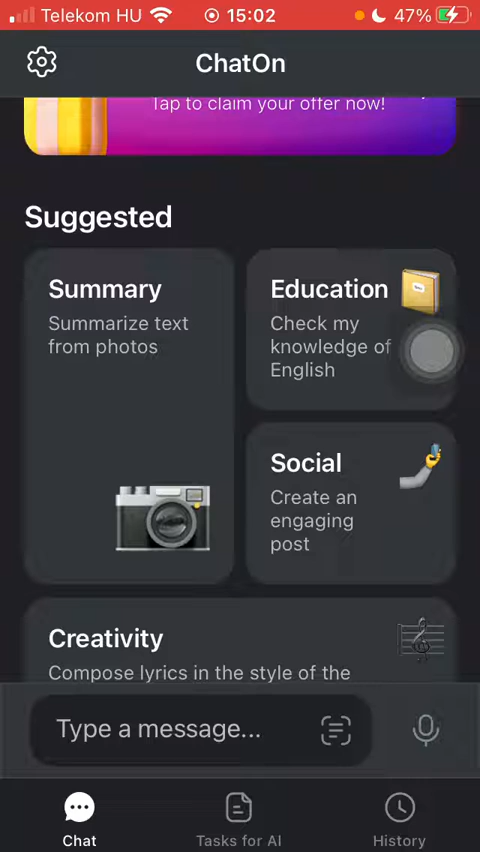 Telekom HU 15:02 47%
ChatOn
Tap to claim your offer now!
Suggested
Summary
Summarize text
from photos
Education
Check my
knowledge of
English
Social
Create an
engaging
post
Creativity
Compose lyrics in the style of the
Type a message...
Chat Tasks for AI History